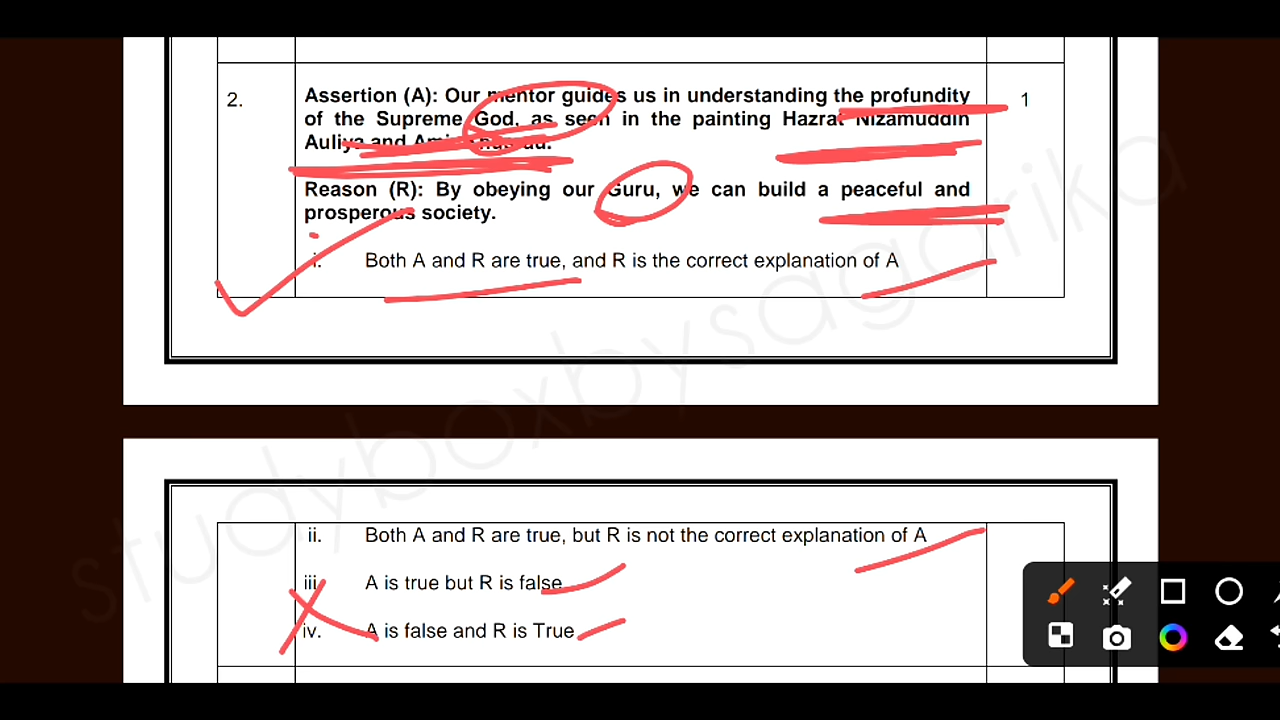 2.
Assertion (A): Our mentor guides us in understanding the profundity
1
of the Supreme God, as seen in the painting Hazrat Nizamuddin
Auliya and Amir Khusrau.
Reason (R): By obeying our Guru, we can build a peaceful and
prosperous society.
i. Both A and R are true, and R is the correct explanation of A
studyboxbysagarika
ii. Both A and R are true, but R is not the correct explanation of A
iii. A is true but R is false
iv. A is false and R is True